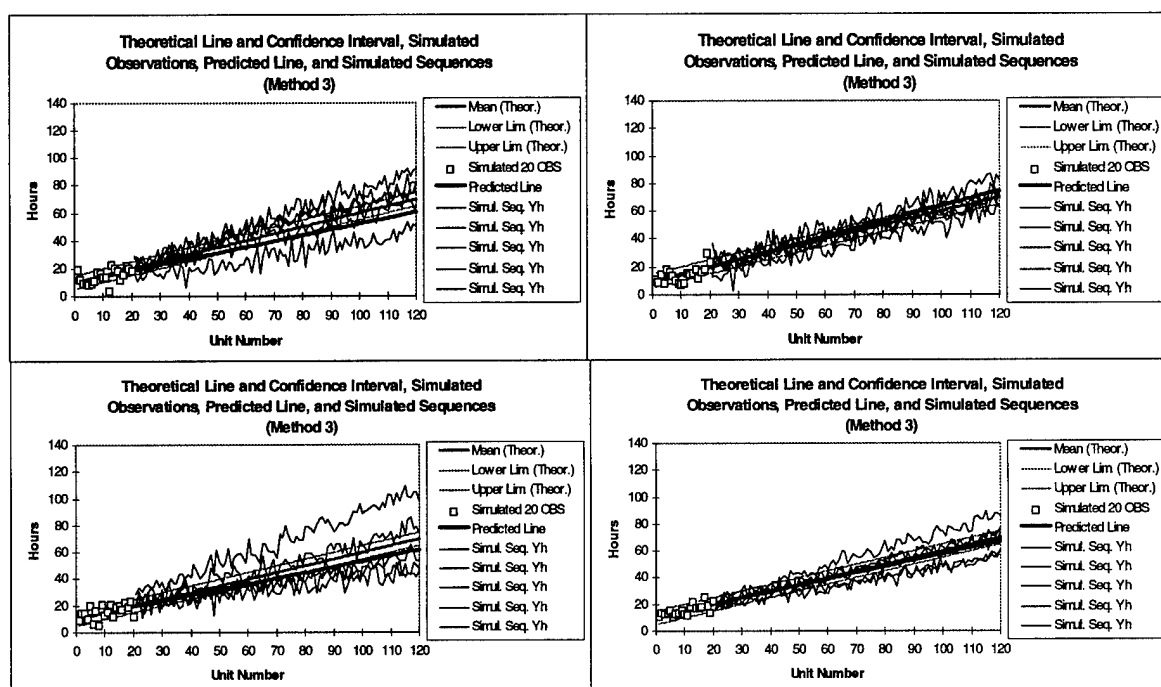 Theoretical Line and Confidence Interval, Simulated
Observations, Predicted Line, and Simulated Sequences
(Method 3)
140
120
100
80
60
40
20
0
Hours
0 10 20 30 40 50 60 70 80 90 100 110 120
Unit Number
Mean (Theor.)
Lower Lim. (Theor.)
Upper Lim. (Theor.)
Simulated 20 OBS
Predicted Line
Simul. Seq. Yh
Simul. Seq. Yh
Simul. Seq. Yh
Simul. Seq. Yh
Simul. Seq. Yh
Theoretical Line and Confidence Interval, Simulated
Observations, Predicted Line, and Simulated Sequences
(Method 3)
140
120
100
80
60
40
20
0
Hours
0 10 20 30 40 50 60 70 80 90 100 110 120
Unit Number
Mean (Theor.)
Lower Lim. (Theor.)
Upper Lim. (Theor.)
Simulated 20 OBS
Predicted Line
Simul. Seq. Yh
Simul. Seq. Yh
Simul. Seq. Yh
Simul. Seq. Yh
Simul. Seq. Yh
Theoretical Line and Confidence Interval, Simulated
Observations, Predicted Line, and Simulated Sequences
(Method 3)
140
120
100
80
60
40
20
0
Hours
0 10 20 30 40 50 60 70 80 90 100 110 120
Unit Number
Mean (Theor.)
Lower Lim (Theor.)
Upper Lim (Theor.)
Simulated 20 OBS
Predicted Line
Simul. Seq. Yh
Simul. Seq. Yh
Simul. Seq. Yh
Simul. Seq. Yh
Simul. Seq. Yh
Theoretical Line and Confidence Interval, Simulated
Observations, Predicted Line, and Simulated Sequences
(Method 3)
140
120
100
80
60
40
20
0
Hours
0 10 20 30 40 50 60 70 80 90 100 110 120
Unit Number
Mean (Theor.)
Lower Lim. (Theor.)
Upper Lim. (Theor.)
Simulated 20 OBS
Predicted Line
Simul. Seq. Yh
Simul. Seq. Yh
Simul. Seq. Yh
Simul. Seq. Yh
Simul. Seq. Yh